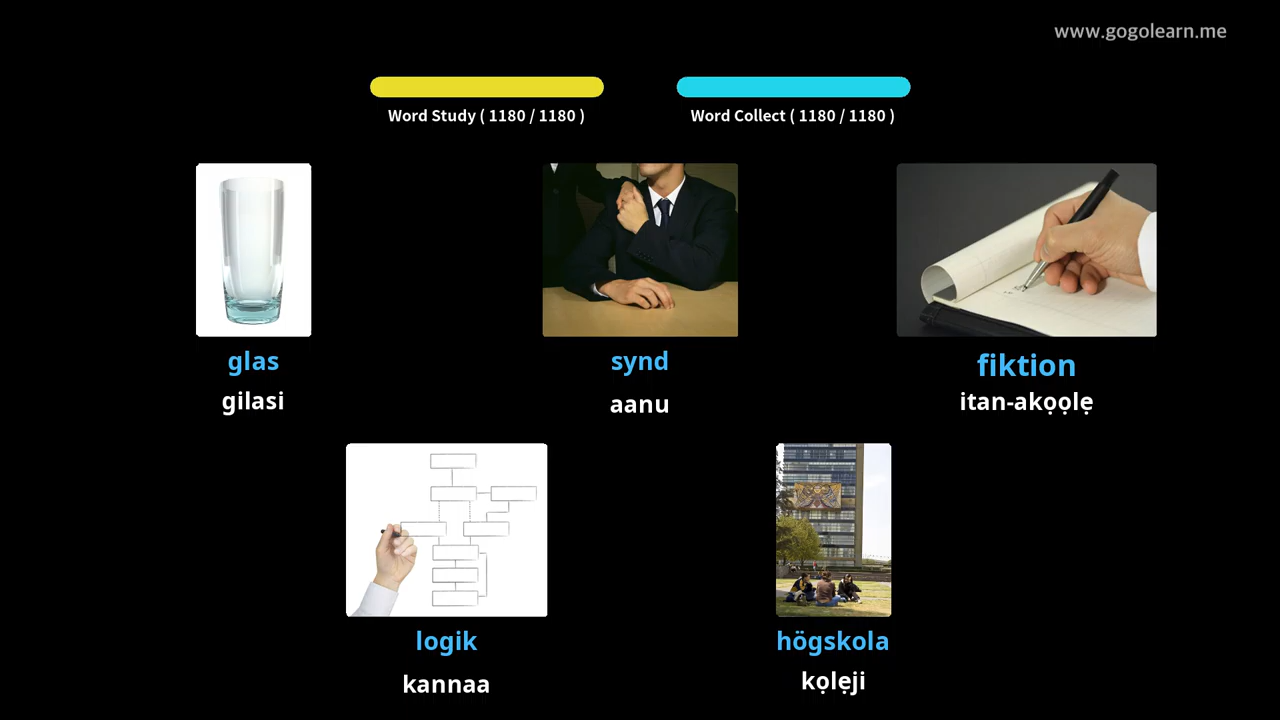 www.gogolearn.me
Word Study ( 1180 / 1180 )
Word Collect ( 1180 / 1180 )
glas
gilasi
synd
aanu
fiktion
itan-akọọlẹ
logik
kannaa
högskola
kọlẹji